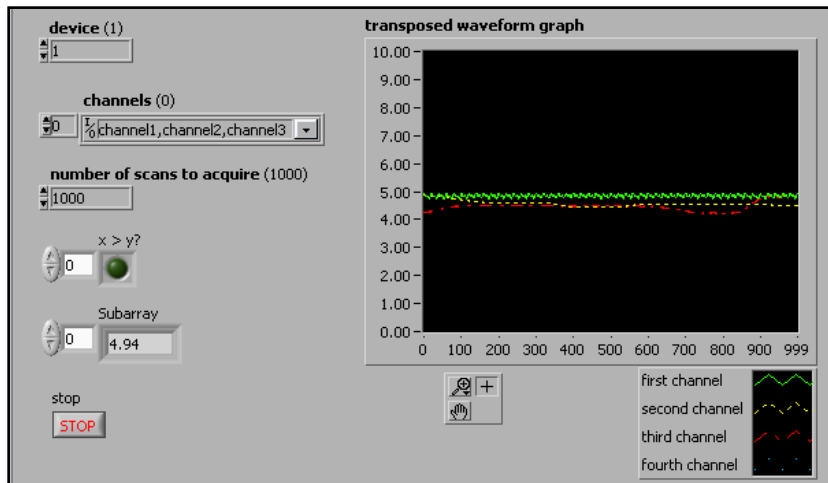 device (1)
1
channels (0)
0
I/0 channel1,channel2,channel3
number of scans to acquire (1000)
1000
x > y?
0
Subarray
0
4.94
stop
STOP
transposed waveform graph
10.00
9.00
8.00
7.00
6.00
5.00
4.00
3.00
2.00
1.00
0.00
0 100 200 300 400 500 600 700 800 900 999
first channel
second channel
third channel
fourth channel